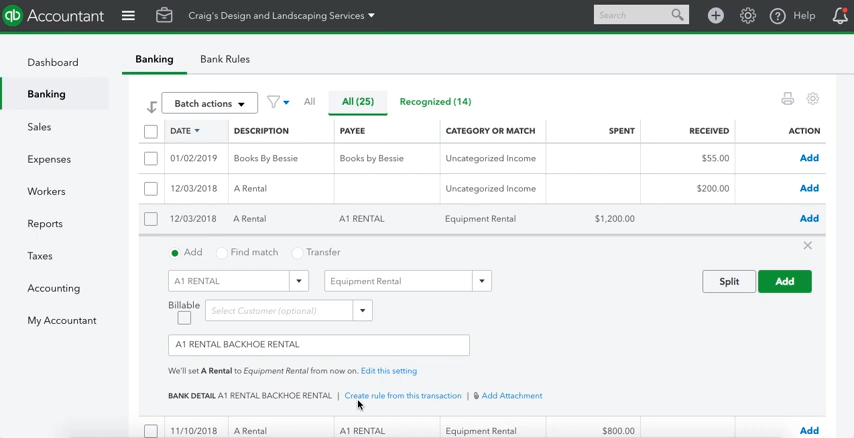 qb Accountant Craig's Design and Landscaping Services Search Help
Dashboard Banking Bank Rules
Banking
Sales
Expenses
Workers
Reports
Taxes
Accounting
My Accountant
Batch actions All All (25) Recognized (14)
DATE DESCRIPTION PAYEE CATEGORY OR MATCH SPENT RECEIVED ACTION
01/02/2019 Books By Bessie Books by Bessie Uncategorized Income $55.00 Add
12/03/2018 A Rental Uncategorized Income $200.00 Add
12/03/2018 A Rental A1 RENTAL Equipment Rental $1,200.00 Add
Add Find match Transfer
A1 RENTAL Equipment Rental Split Add
Billable Select Customer (optional)
A1 RENTAL BACKHOE RENTAL
We'll set A Rental to Equipment Rental from now on. Edit this setting
BANK DETAIL A1 RENTAL BACKHOE RENTAL | Create rule from this transaction | Add Attachment
11/10/2018 A Rental A1 RENTAL Equipment Rental $800.00 Add